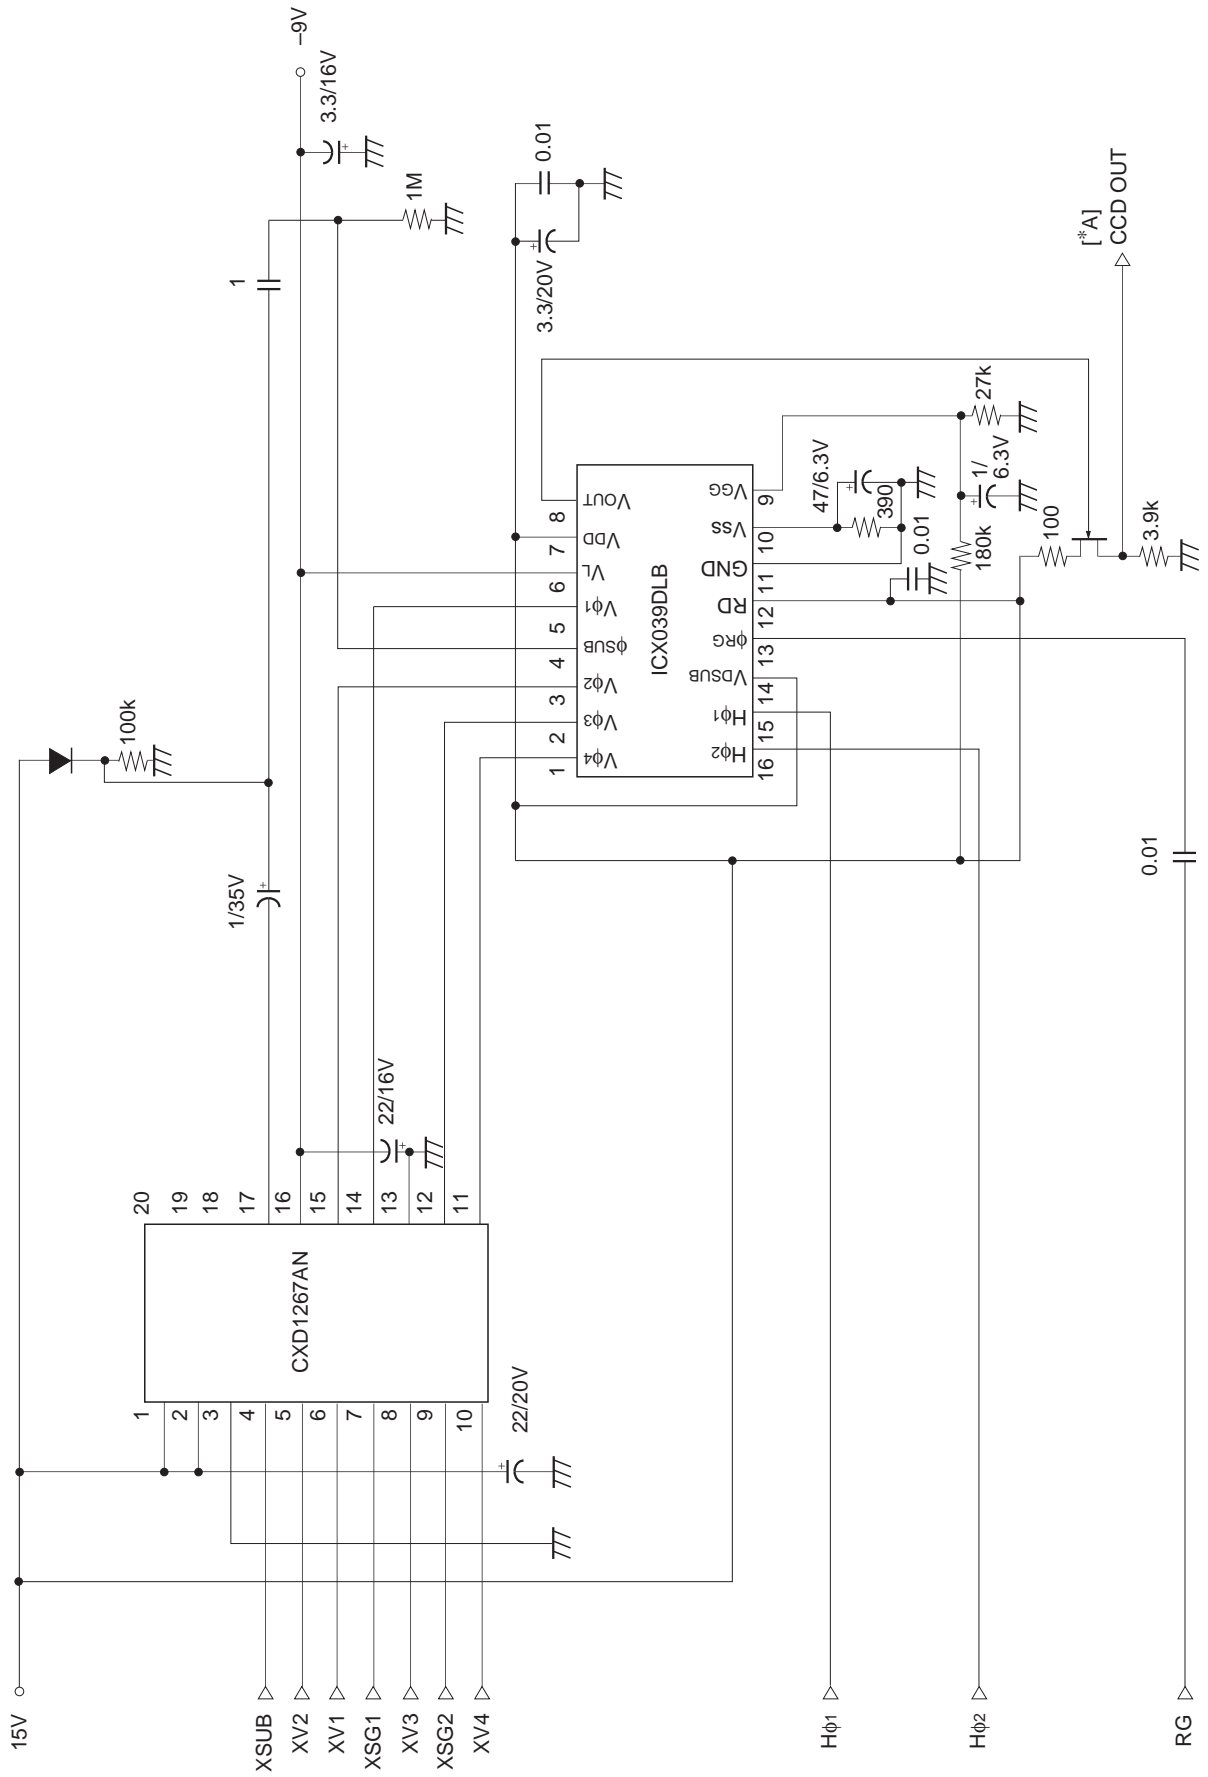 15V
XSUB
XV2
XV1
XSG1
XV3
XSG2
XV4
Hϕ1
Hϕ2
RG
22/20V
1
2
3
4
5
6
7
8
9
10
CXD1267AN
20
19
18
17
16
15
14
13
12
11
22/16V
1/35V
100k
1
1M
3.3/16V
–9V
3.3/20V
0.01
ICX039DLB
1
2
3
4
5
6
7
8
Vϕ4
Vϕ3
Vϕ2
ϕSUB
Vϕ1
VL
VDD
VOUT
Hϕ2
Hϕ1
VDSUB
ϕRG
RD
GND
VSS
VGG
16
15
14
13
12
11
10
9
47/6.3V
390
0.01
180k
1/
6.3V
27k
100
3.9k
[*A]
CCD OUT
0.01